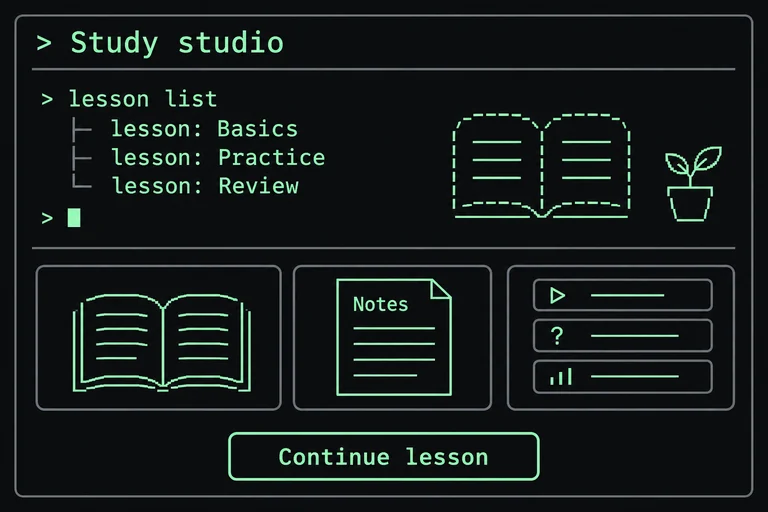 > Study studio
> lesson list
├─ lesson: Basics
├─ lesson: Practice
└─ lesson: Review
>
Notes
?
Continue lesson